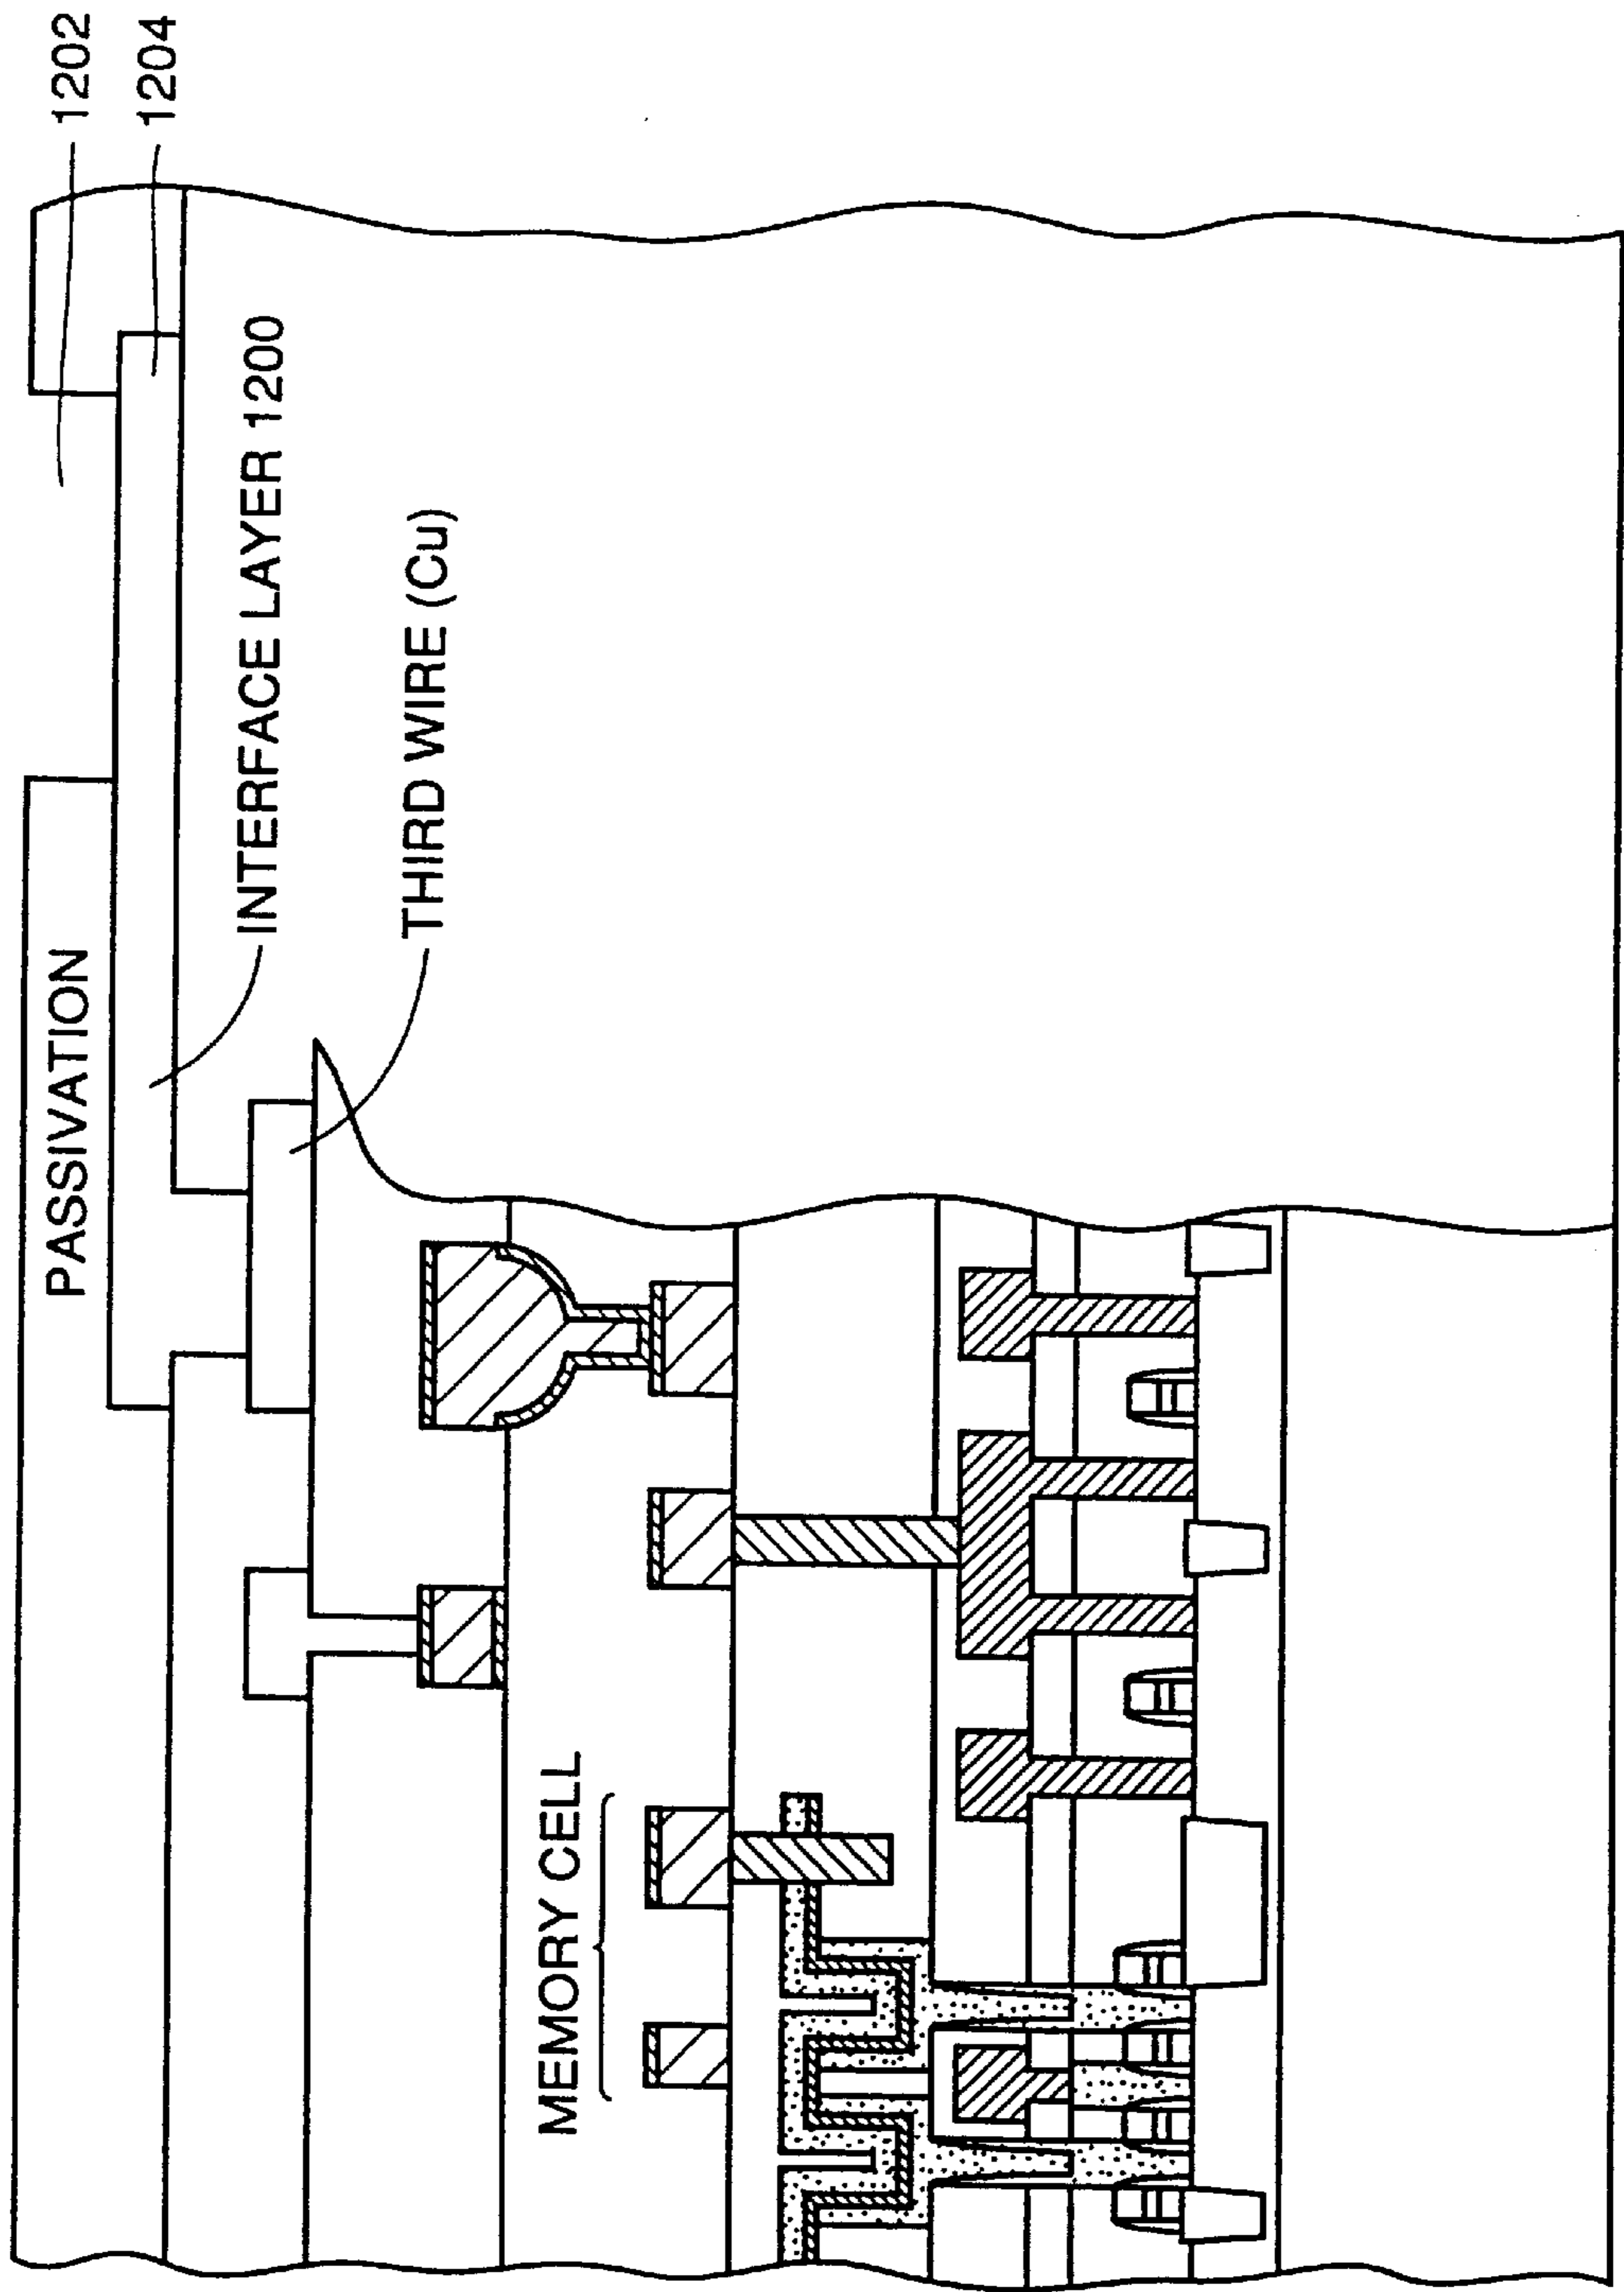 1202
1204
PASSIVATION
INTERFACE LAYER 1200
THIRD WIRE (Cu)
MEMORY CELL